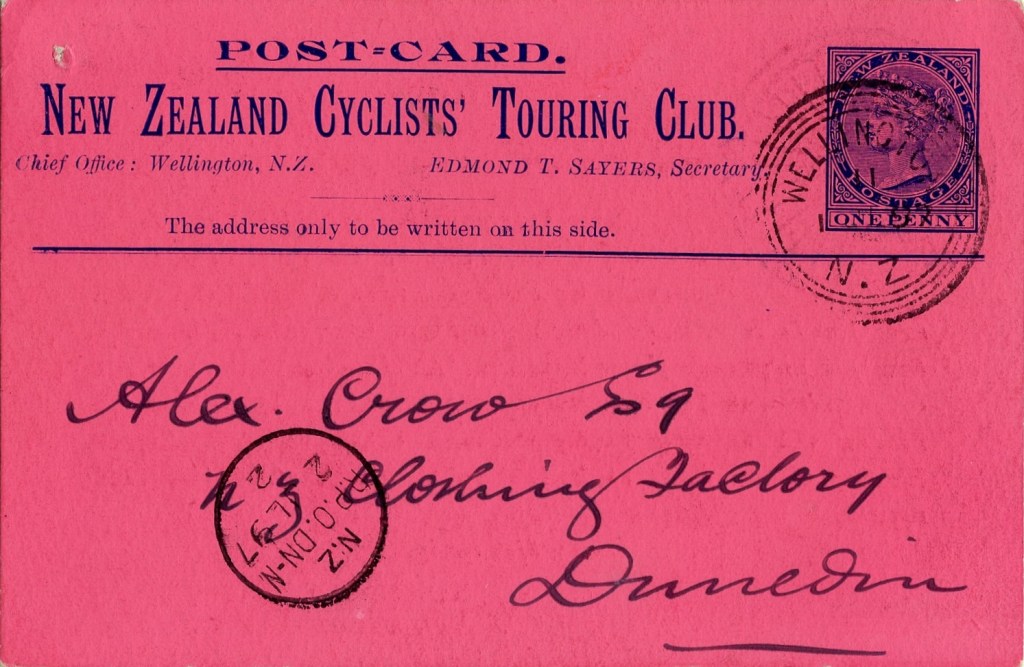 POST-CARD.
NEW ZEALAND CYCLISTS' TOURING CLUB.
Chief Office: Wellington, N.Z. EDMOND T. SAYERS, Secretary.
The address only to be written on this side.
NEW ZEALAND
POSTAGE
ONE PENNY
WELLINGTO
N.Z
Alex. Crow Esq
N Z Clothing Factory
Dunedin
N.Z